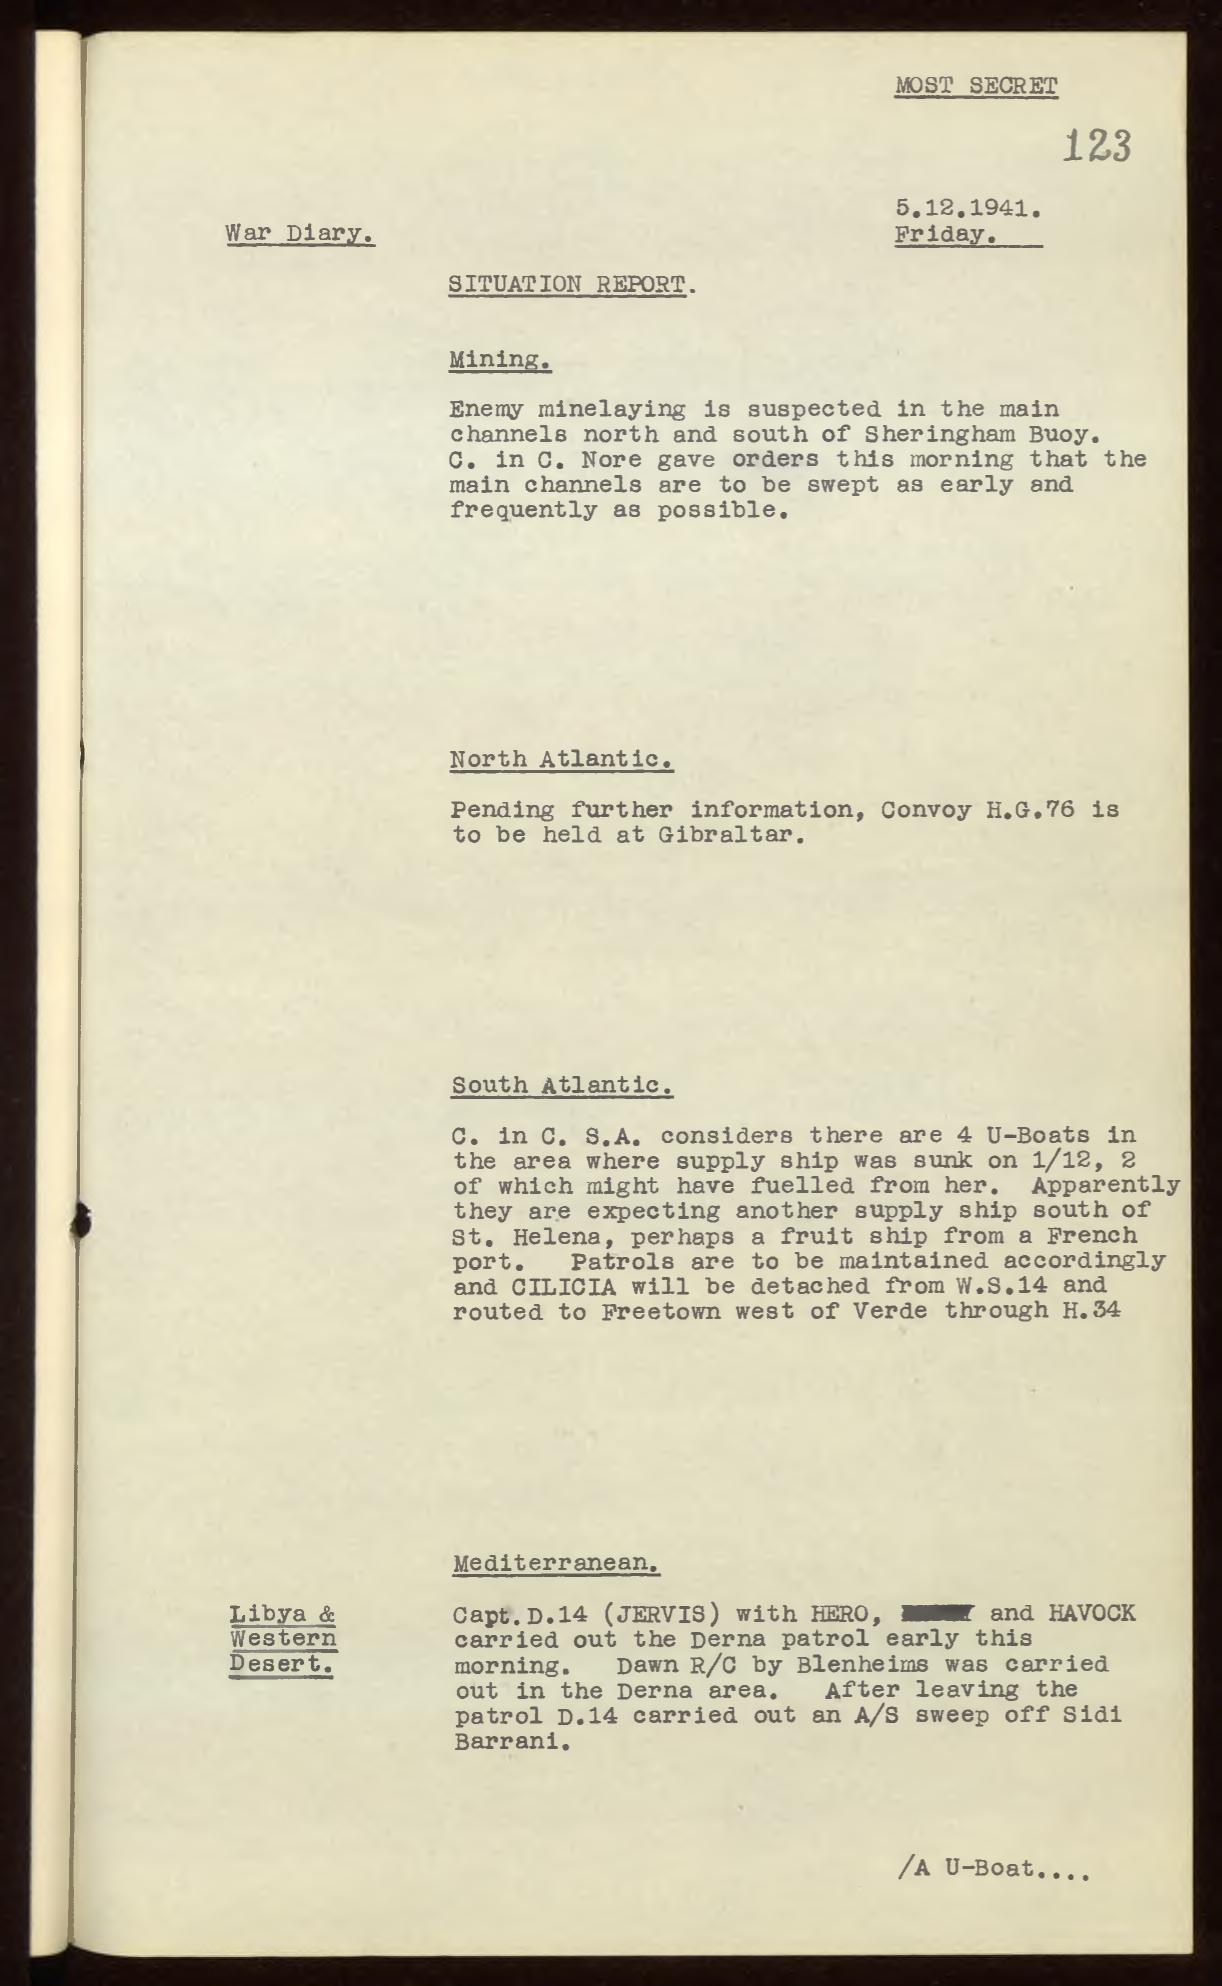 MOST SECRET
123
5.12.1941.
War Diary.
Friday.
SITUATION REPORT.
Mining.
Enemy minelaying is suspected in the main
channels north and south of Sheringham Buoy.
C. in C. Nore gave orders this morning that the
main channels are to be swept as early and
frequently as possible.
North Atlantic.
Pending further information, Convoy H.G.76 is
to be held at Gibraltar.
South Atlantic.
C. in C. S.A. considers there are 4 U-Boats in
the area where supply ship was sunk on 1/12, 2
of which might have fuelled from her. Apparently
they are expecting another supply ship south of
St. Helena, perhaps a fruit ship from a French
port. Patrols are to be maintained accordingly
and CILICIA will be detached from W.S.14 and
routed to Freetown west of Verde through H.34
Mediterranean.
Libya &
Western
Desert.
Capt.D.14 (JERVIS) with HERO, and HAVOCK
carried out the Derna patrol early this
morning. Dawn R/C by Blenheims was carried
out in the Derna area. After leaving the
patrol D.14 carried out an A/S sweep off Sidi
Barrani.
/A U-Boat....